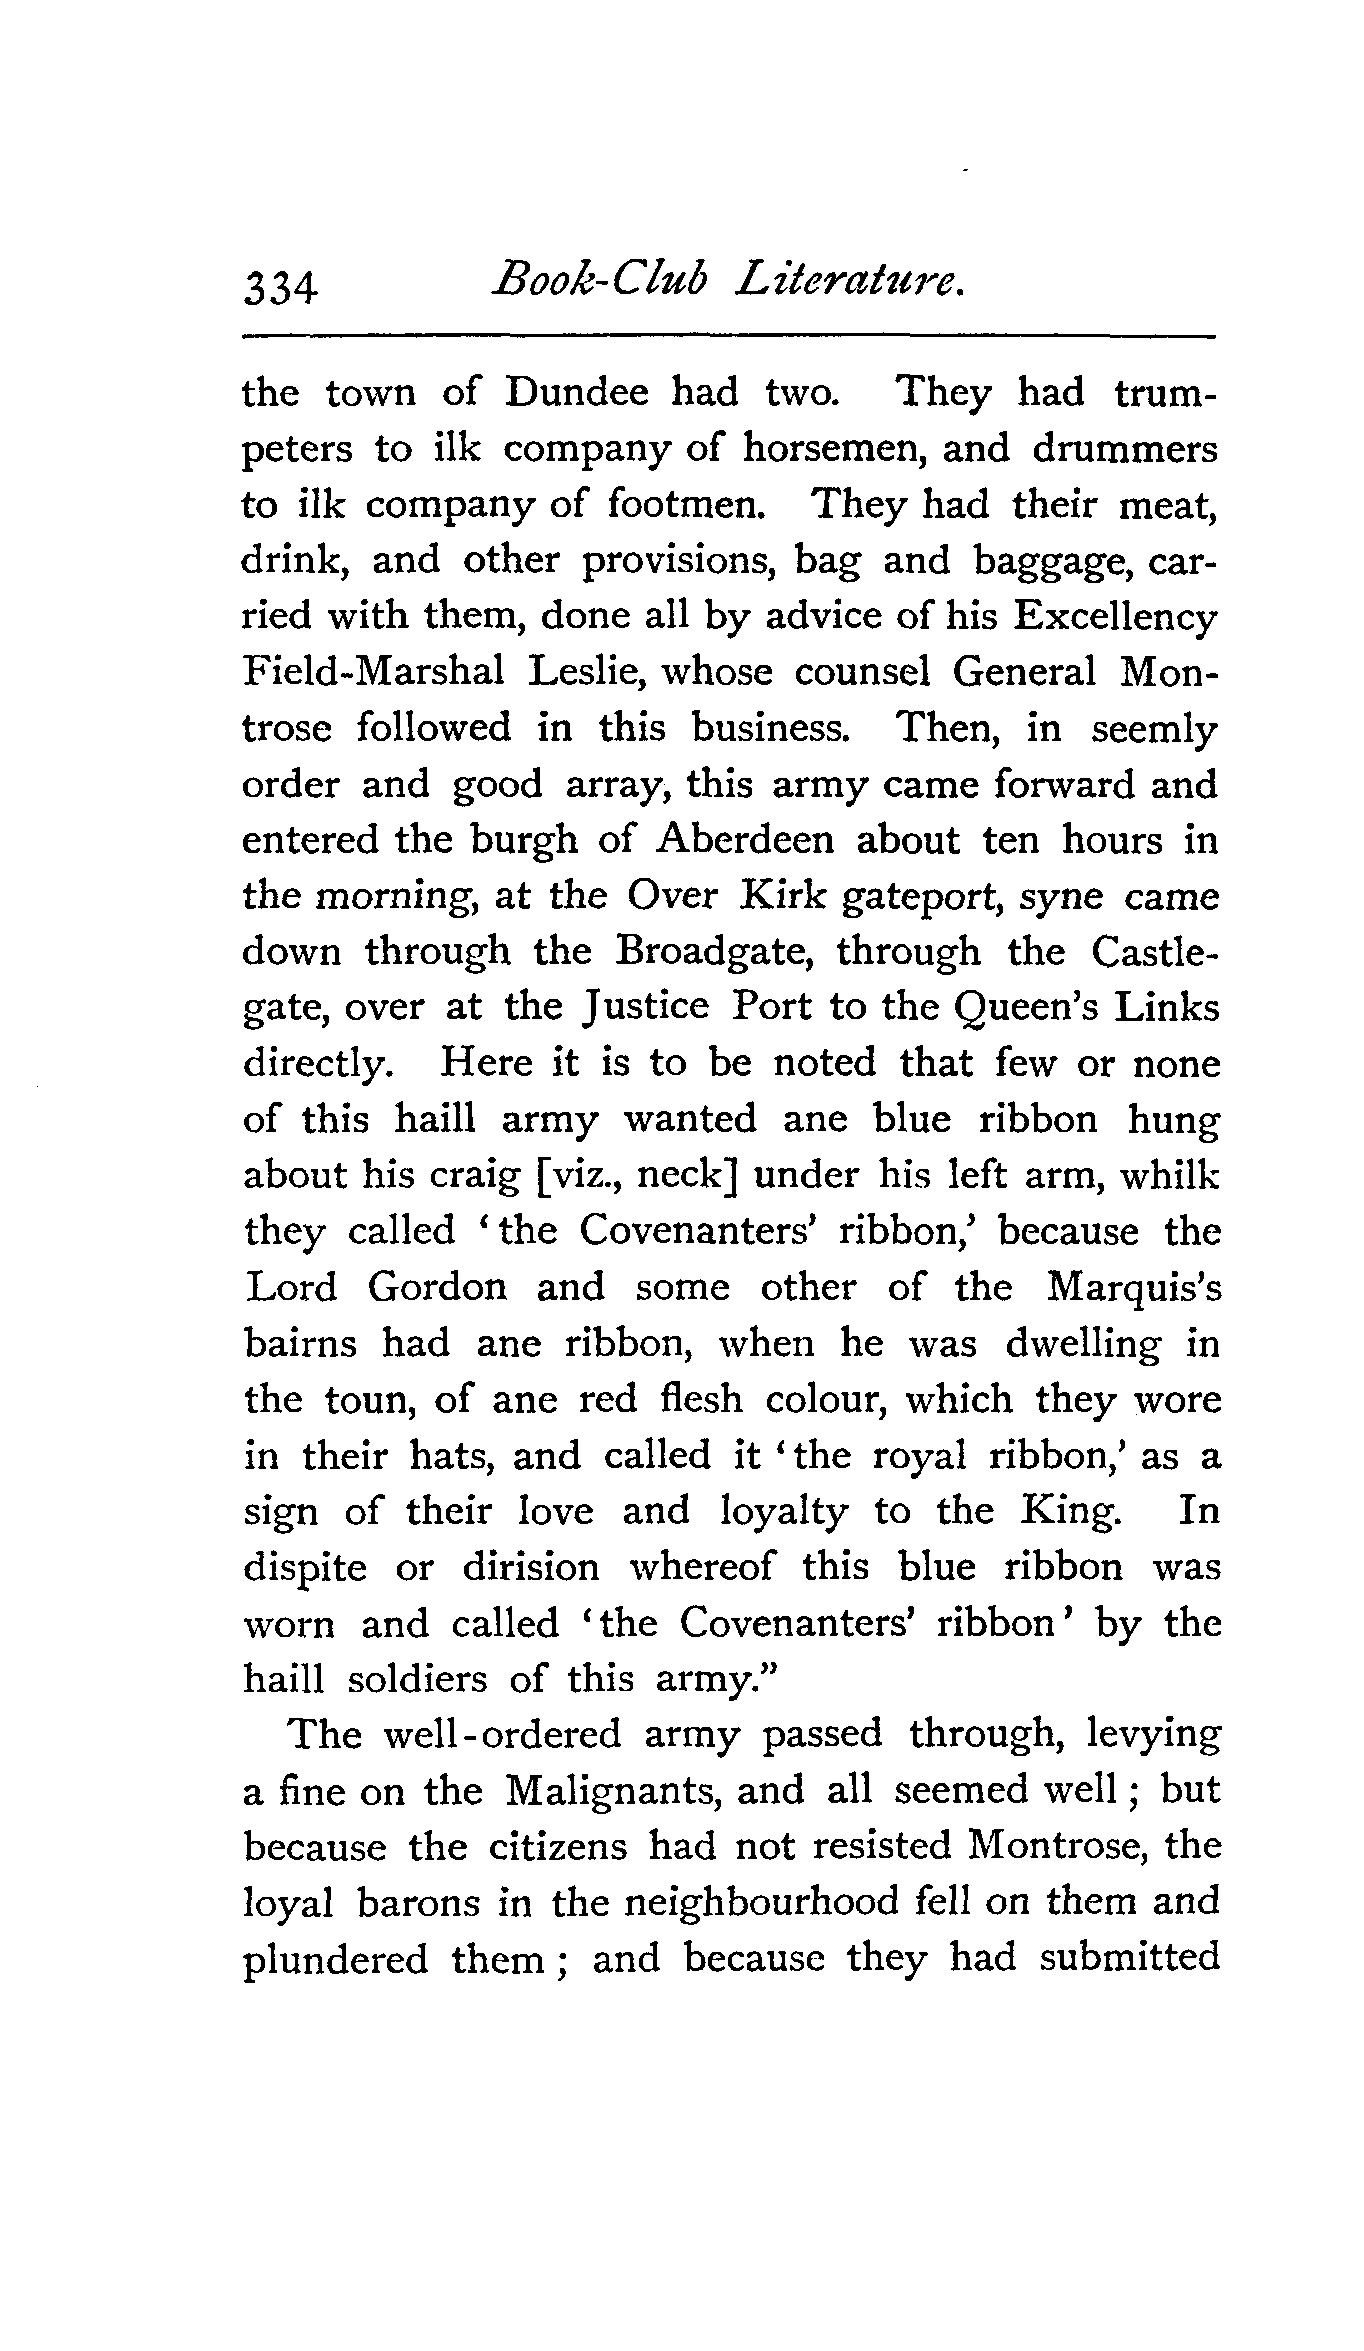 334 Book-Club Literature.
the town of Dundee had two. They had trum-
peters to ilk company of horsemen, and drummers
to ilk company of footmen. They had their meat,
drink, and other provisions, bag and baggage, car-
ried with them, done all by advice of his Excellency
Field-Marshal Leslie, whose counsel General Mon-
trose followed in this business. Then, in seemly
order and good array, this army came forward and
entered the burgh of Aberdeen about ten hours in
the morning, at the Over Kirk gateport, syne came
down through the Broadgate, through the Castle-
gate, over at the Justice Port to the Queen's Links
directly. Here it is to be noted that few or none
of this haill army wanted ane blue ribbon hung
about his craig [viz., neck] under his left arm, whilk
they called ‘the Covenanters’ ribbon,’ because the
Lord Gordon and some other of the Marquis's
bairns had ane ribbon, when he was dwelling in
the toun, of ane red flesh colour, which they wore
in their hats, and called it ‘the royal ribbon,’ as a
sign of their love and loyalty to the King. In
dispite or dirision whereof this blue ribbon was
worn and called ‘the Covenanters’ ribbon’ by the
haill soldiers of this army.”
The well-ordered army passed through, levying
a fine on the Malignants, and all seemed well; but
because the citizens had not resisted Montrose, the
loyal barons in the neighbourhood fell on them and
plundered them; and because they had submitted